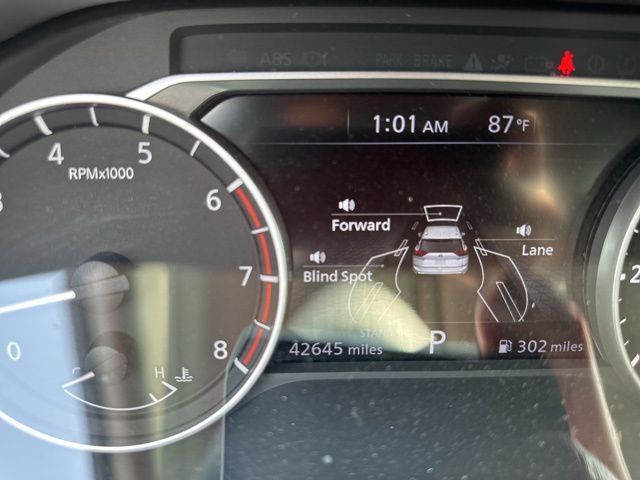 ABS
PARK BRAKE
1:01 AM 87°F
4 5
RPMx1000
6
7
8
0
Forward
Blind Spot
Lane
42645 miles P 302 miles
H
2